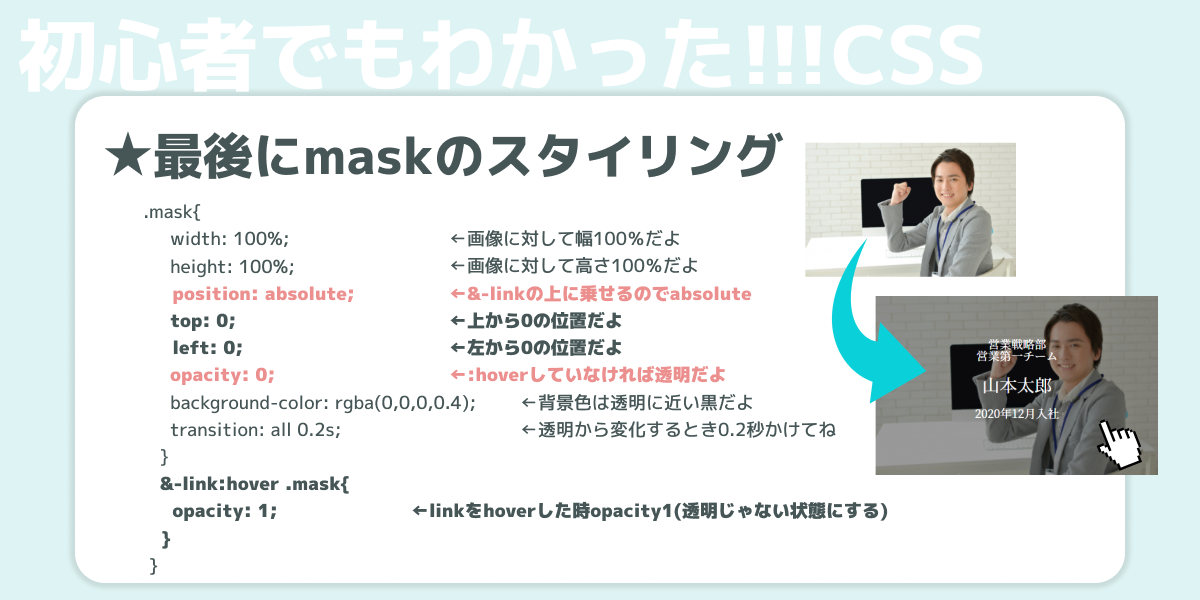 初心者でもわかった!!!CSS
★最後にmaskのスタイリング
.mask{
width: 100%; ←画像に対して幅100%だよ
height: 100%; ←画像に対して高さ100%だよ
position: absolute; ←&-linkの上に乗せるのでabsolute
top: 0; ←上から0の位置だよ
left: 0; ←左から0の位置だよ
opacity: 0; ←:hoverしていなければ透明だよ
background-color: rgba(0,0,0,0.4); ←背景色は透明に近い黒だよ
transition: all 0.2s; ←透明から変化するとき0.2秒かけてね
}
&-link:hover .mask{
opacity: 1; ←linkをhoverした時opacity1(透明じゃない状態にする)
}
}
営業戦略部
営業第一チーム
山本太郎
2020年12月入社